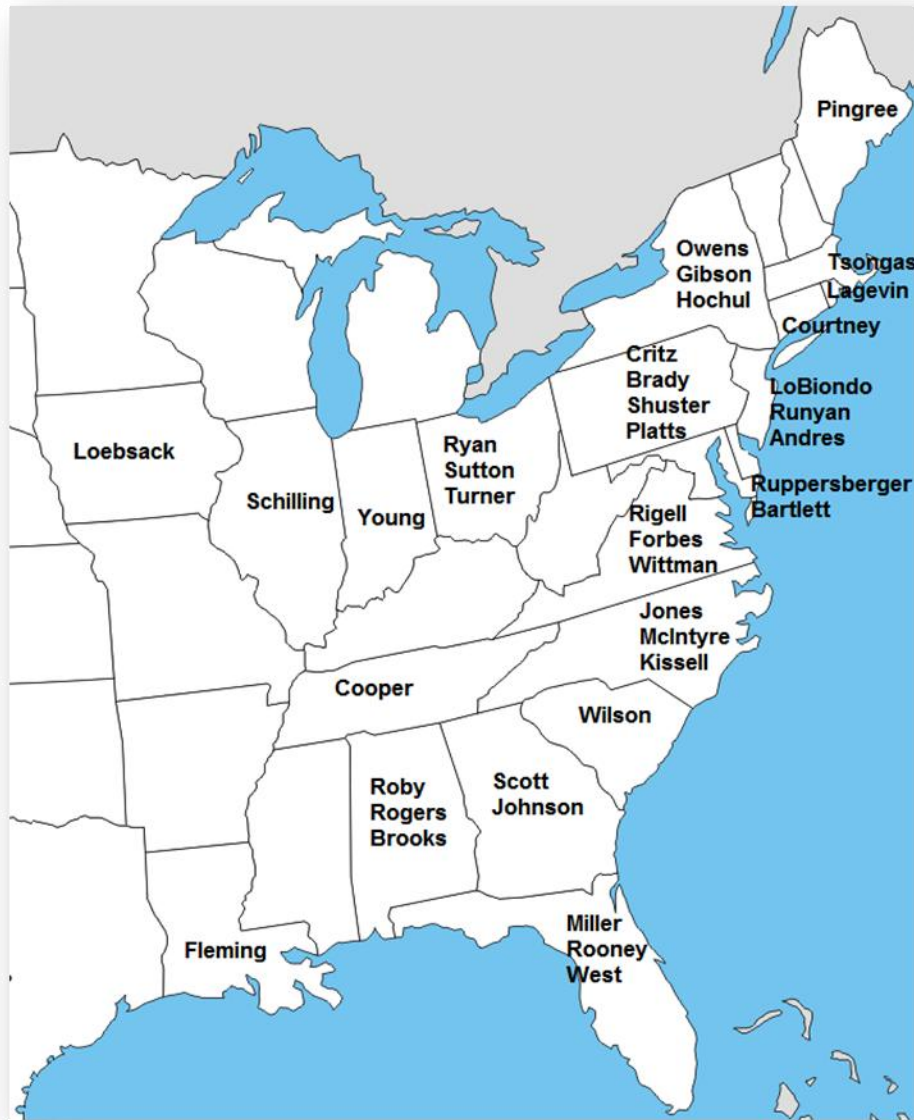 Pingree
Owens
Gibson
Hochul
Tsongas
Lagevin
Courtney
Critz
Brady
Shuster
Platts
LoBiondo
Runyan
Andres
Loebsack
Schilling
Young
Ryan
Sutton
Turner
Ruppersberger
Bartlett
Rigell
Forbes
Wittman
Jones
McIntyre
Kissell
Cooper
Wilson
Roby
Rogers
Brooks
Scott
Johnson
Fleming
Miller
Rooney
West